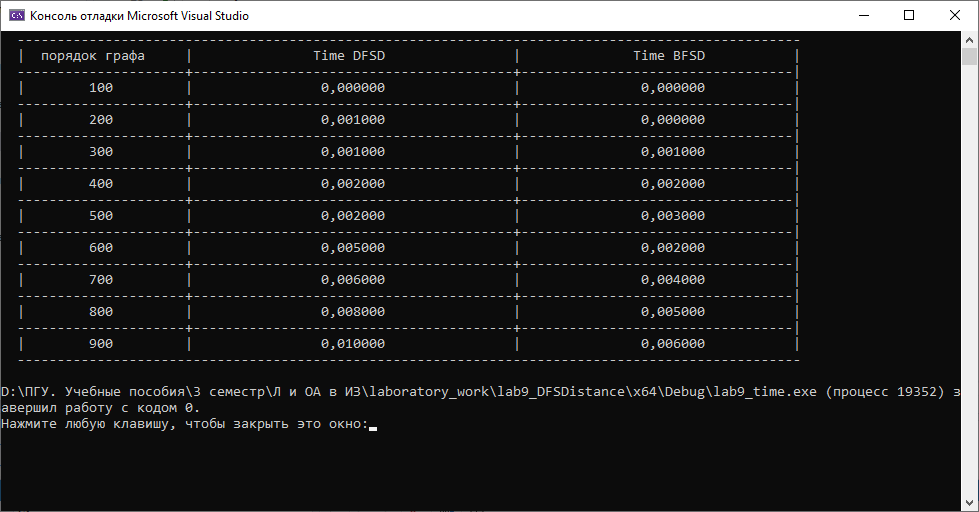 Консоль отладки Microsoft Visual Studio
| порядок графа | Time DFSD | Time BFSD |
| 100 | 0,000000 | 0,000000 |
| 200 | 0,001000 | 0,000000 |
| 300 | 0,001000 | 0,001000 |
| 400 | 0,002000 | 0,002000 |
| 500 | 0,002000 | 0,003000 |
| 600 | 0,005000 | 0,002000 |
| 700 | 0,006000 | 0,004000 |
| 800 | 0,008000 | 0,005000 |
| 900 | 0,010000 | 0,006000 |
D:\ПГУ. Учебные пособия\3 семестр\Л и ОА в ИЗ\laboratory_work\lab9_DFSDistance\x64\Debug\lab9_time.exe (процесс 19352) з
авершил работу с кодом 0.
Нажмите любую клавишу, чтобы закрыть это окно: